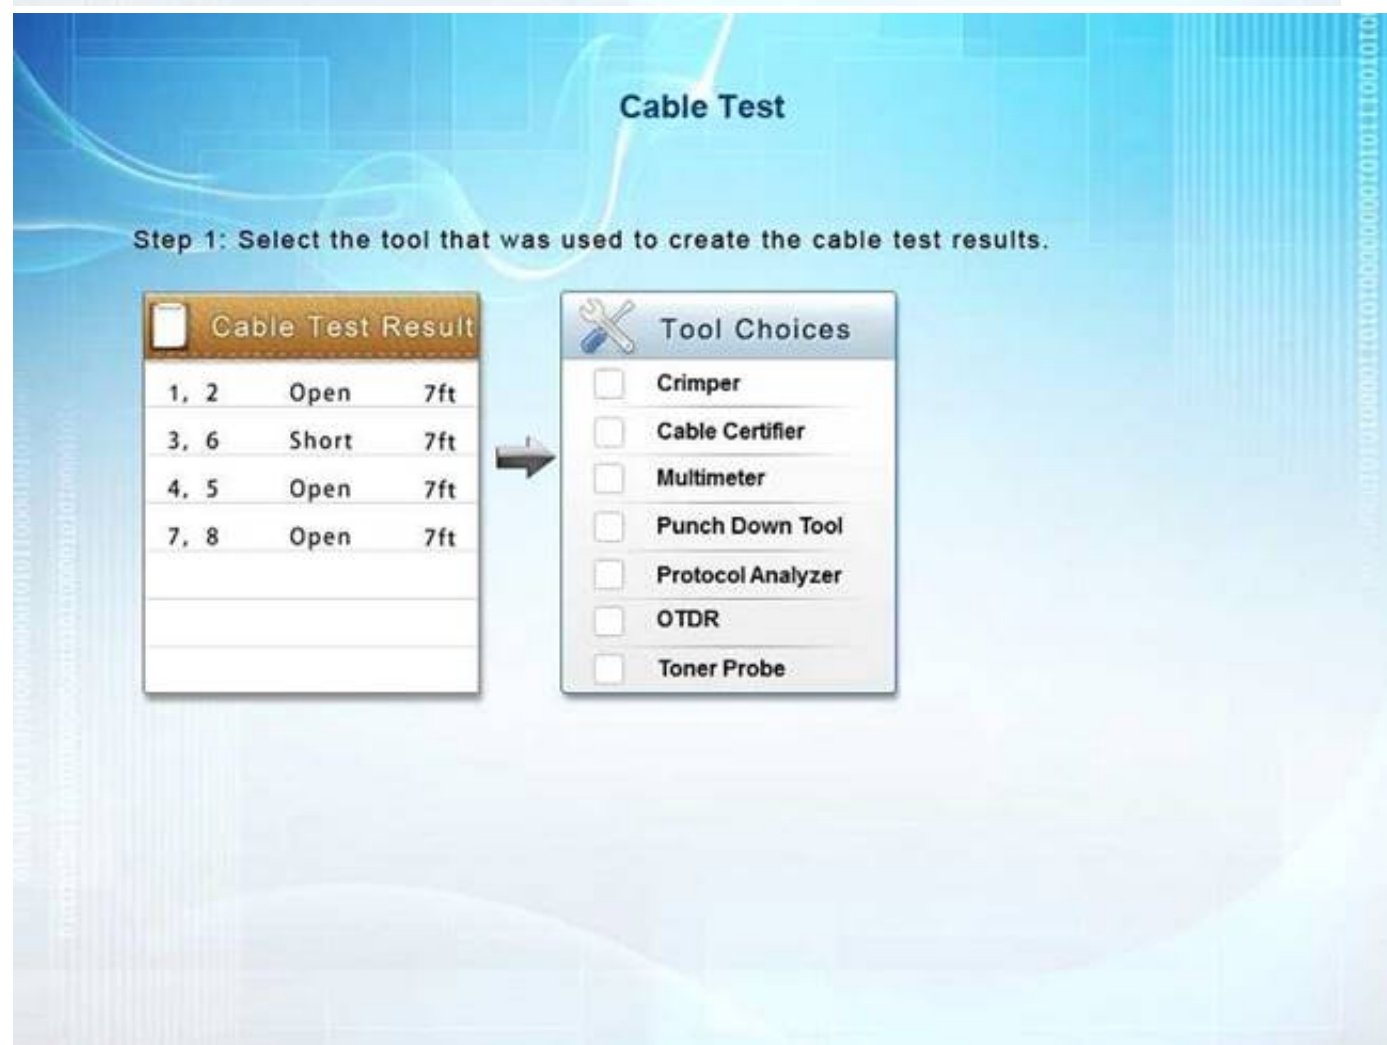 Cable Test
Step 1: Select the tool that was used to create the cable test results.
Cable Test Result
1, 2 Open 7ft
3, 6 Short 7ft
4, 5 Open 7ft
7, 8 Open 7ft
Tool Choices
Crimper
Cable Certifier
Multimeter
Punch Down Tool
Protocol Analyzer
OTDR
Toner Probe